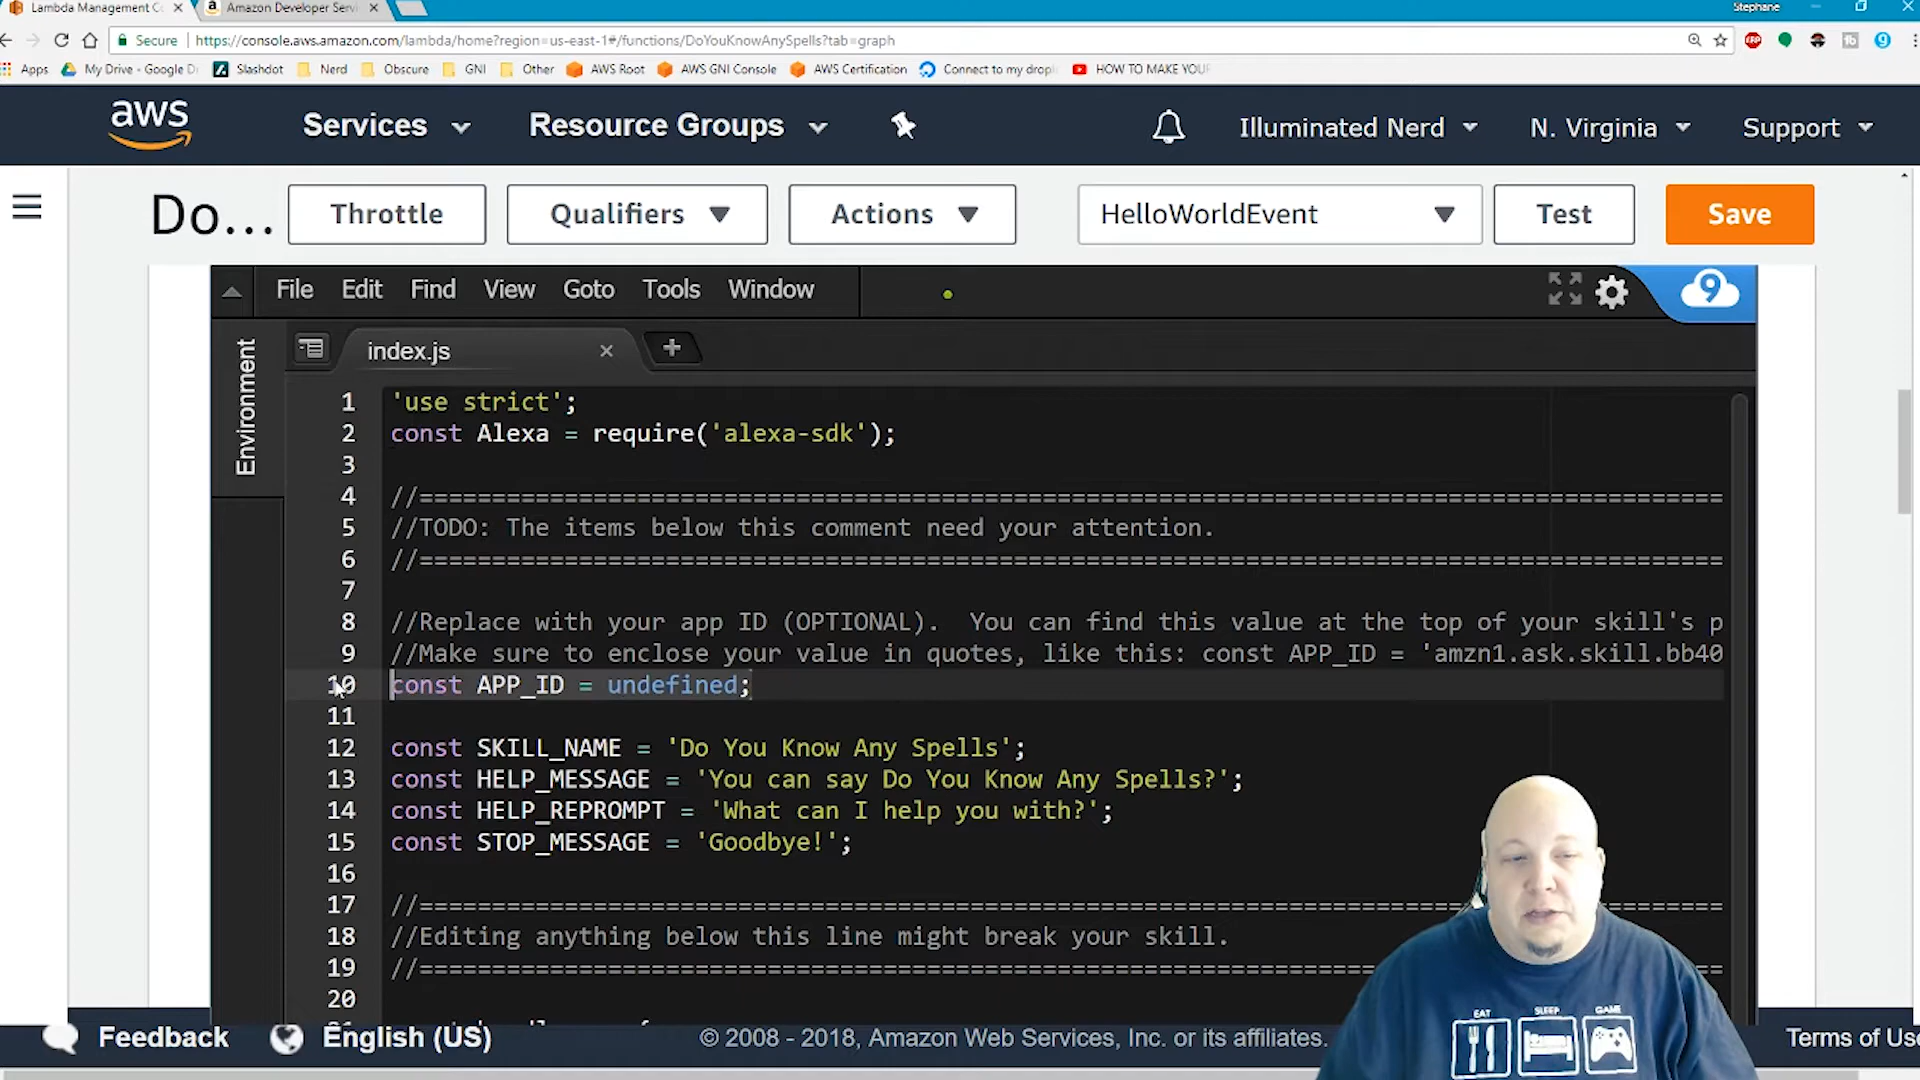 Lambda Management Co
Amazon Developer Servi
Stephane
Secure
https://console.aws.amazon.com/lambda/home?region=us-east-1#/functions/DoYouKnowAnySpells?tab=graph
Apps
My Drive - Google Dr
Slashdot
Nerd
Obscure
GNI
Other
AWS Root
AWS GNI Console
AWS Certification
Connect to my drop
HOW TO MAKE YOUR
aws
Services
Resource Groups
Illuminated Nerd
N. Virginia
Support
Do...
Throttle
Qualifiers
Actions
HelloWorldEvent
Test
Save
File Edit Find View Goto Tools Window
9
Environment
index.js
1 'use strict';
2 const Alexa = require('alexa-sdk');
3
4 //==========================================================================================
5 //TODO: The items below this comment need your attention.
6 //==========================================================================================
7
8 //Replace with your app ID (OPTIONAL).  You can find this value at the top of your skill's p
9 //Make sure to enclose your value in quotes, like this: const APP_ID = 'amzn1.ask.skill.bb40
10 const APP_ID = undefined;
11
12 const SKILL_NAME = 'Do You Know Any Spells';
13 const HELP_MESSAGE = 'You can say Do You Know Any Spells?';
14 const HELP_REPROMPT = 'What can I help you with?';
15 const STOP_MESSAGE = 'Goodbye!';
16
17 //==========================================================================================
18 //Editing anything below this line might break your skill.
19 //==========================================================================================
20
Feedback
English (US)
© 2008 - 2018, Amazon Web Services, Inc. or its affiliates.
Terms of Use
EAT SLEEP GAME